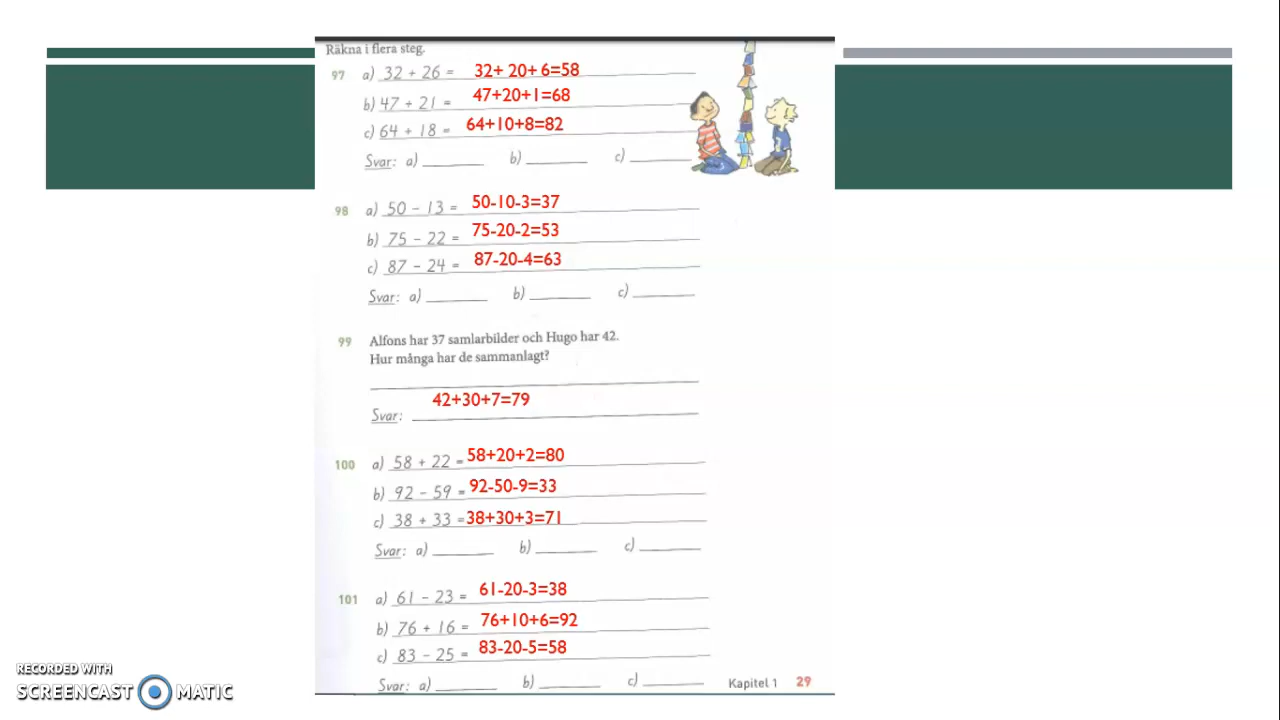 Räkna i flera steg.
97 a) 32 + 26 = 32+ 20+ 6=58
b) 47 + 21 = 47+20+1=68
c) 64 + 18 = 64+10+8=82
Svar: a) b) c)
98 a) 50 - 13 = 50-10-3=37
b) 75 - 22 = 75-20-2=53
c) 87 - 24 = 87-20-4=63
Svar: a) b) c)
99 Alfons har 37 samlarbilder och Hugo har 42.
Hur många har de sammanlagt?
42+30+7=79
Svar:
100 a) 58 + 22 = 58+20+2=80
b) 92 - 59 = 92-50-9=33
c) 38 + 33 = 38+30+3=71
Svar: a) b) c)
101 a) 61 - 23 = 61-20-3=38
b) 76 + 16 = 76+10+6=92
c) 83 - 25 = 83-20-5=58
Svar: a) b) c)
Kapitel 1 29
RECORDED WITH
SCREENCAST MATIC